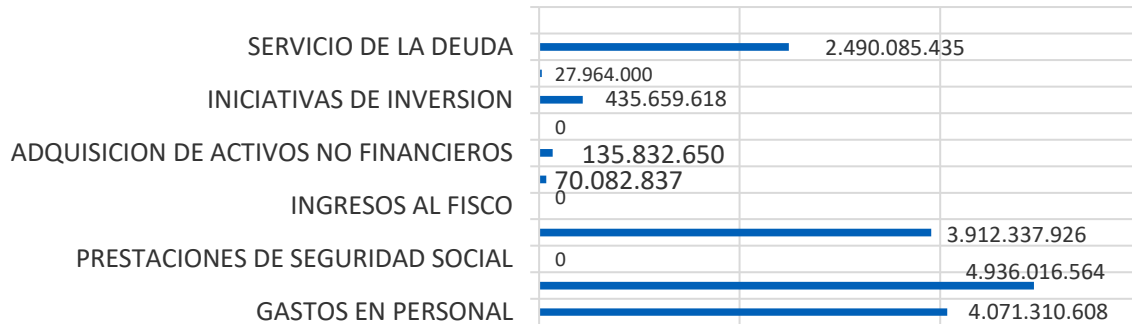 SERVICIO DE LA DEUDA 2.490.085.435
27.964.000
INICIATIVAS DE INVERSION 435.659.618
0
ADQUISICION DE ACTIVOS NO FINANCIEROS 135.832.650
70.082.837
INGRESOS AL FISCO 0
3.912.337.926
PRESTACIONES DE SEGURIDAD SOCIAL 0
4.936.016.564
GASTOS EN PERSONAL 4.071.310.608